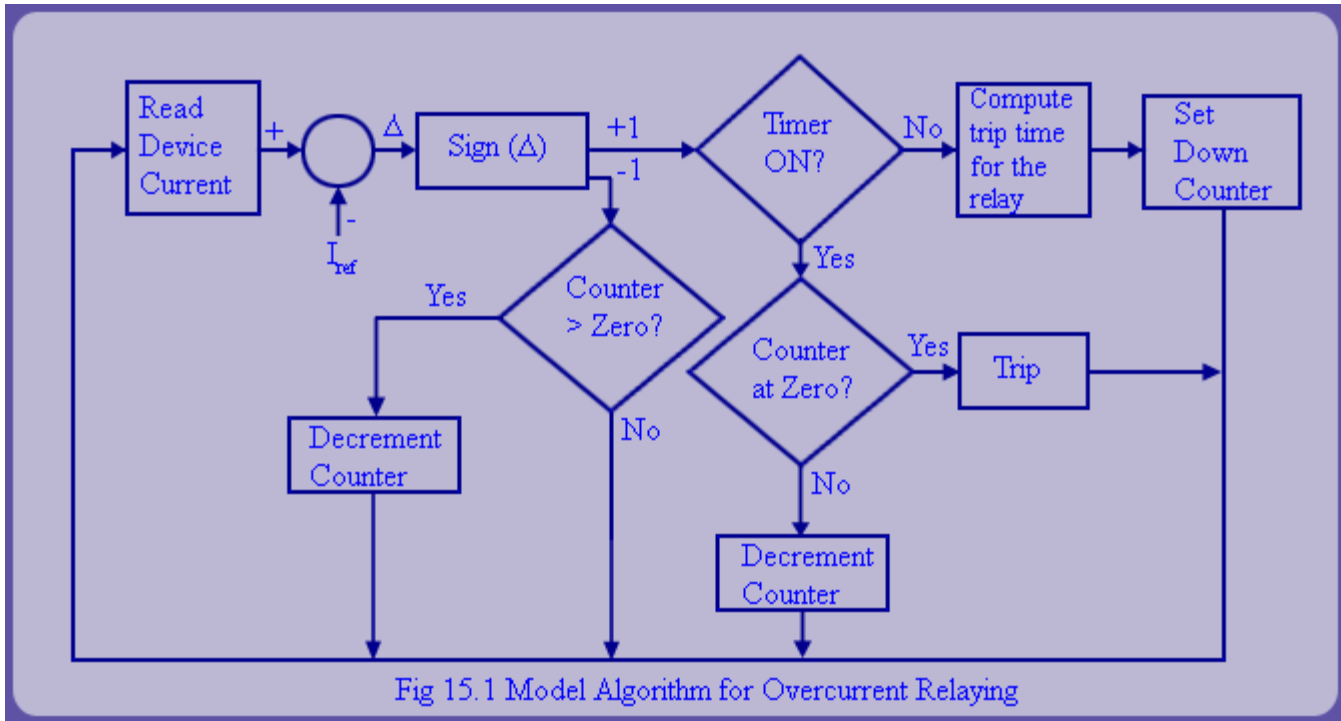 Read
Device
Current
+
-
I_ref
Δ
Sign (Δ)
+1
-1
Timer
ON?
No
Compute
trip time
for the
relay
Set
Down
Counter
Yes
Counter
> Zero?
Yes
No
Decrement
Counter
Counter
at Zero?
Yes
Trip
No
Decrement
Counter
Fig 15.1 Model Algorithm for Overcurrent Relaying